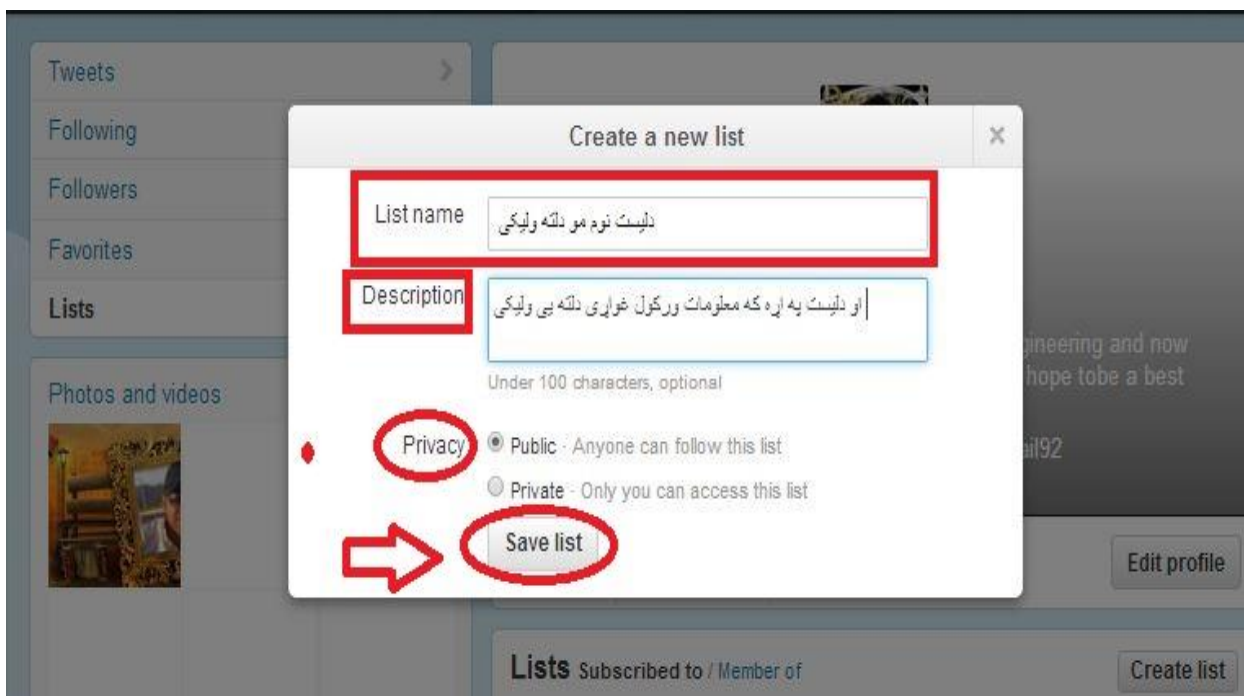 Tweets
Following
Followers
Favorites
Lists
Photos and videos
Create a new list
List name
دلیست نوم مو دلته ولیکی
Description
او دلیست په اړه که معلومات ورکول غواړی دلته یی ولیکی
Under 100 characters, optional
Privacy
Public - Anyone can follow this list
Private - Only you can access this list
Save list
gineering and now
hope tobe a best
ail92
Edit profile
Lists Subscribed to / Member of
Create list